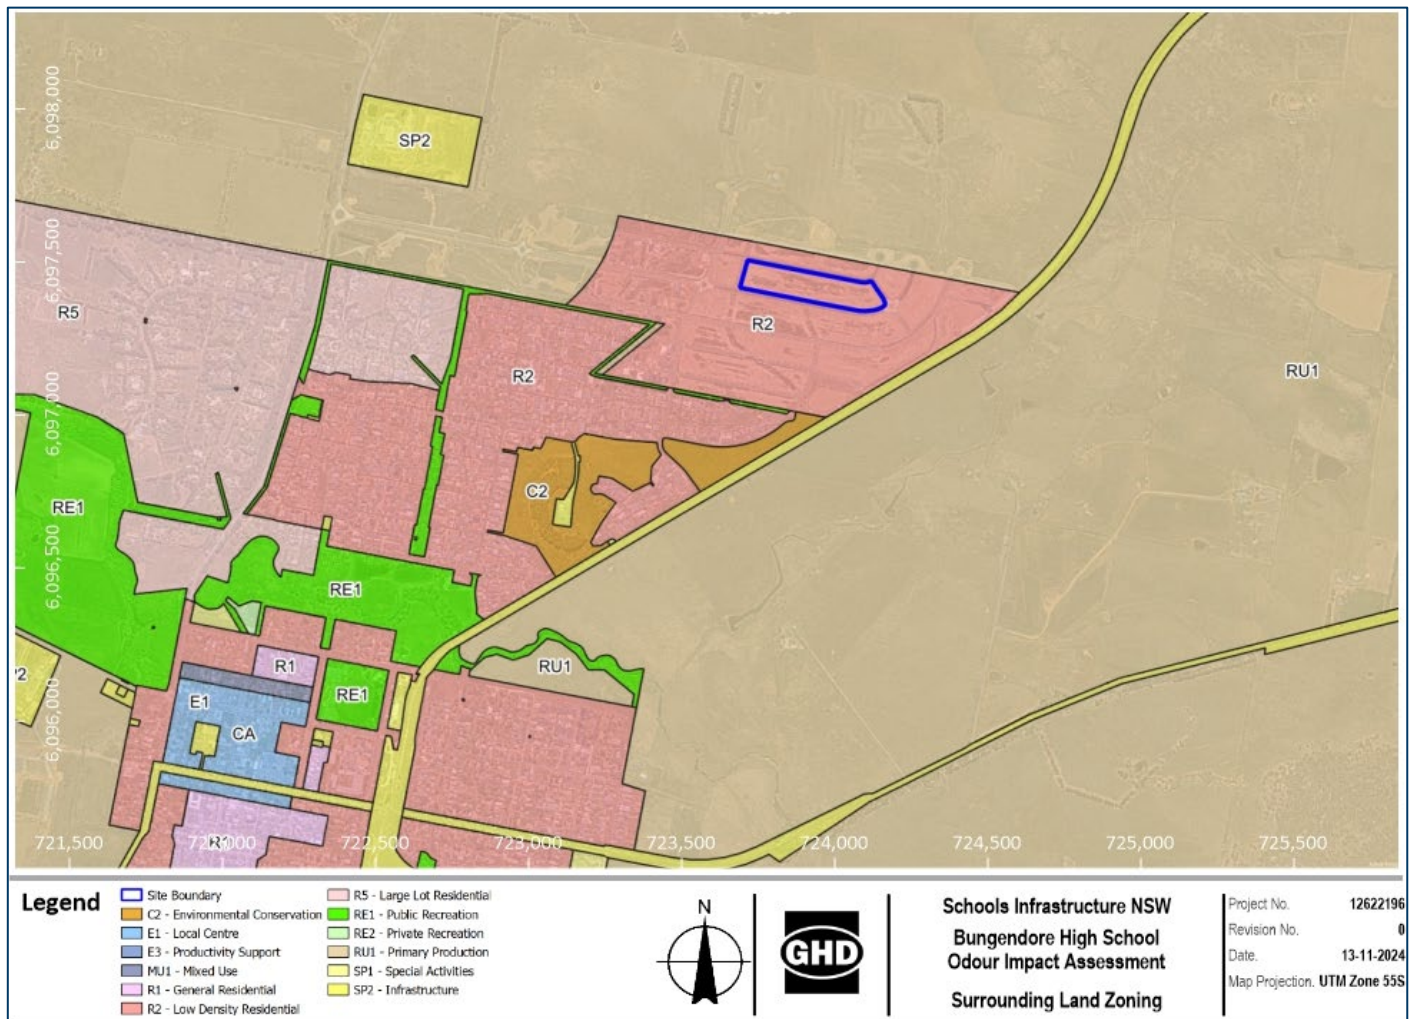 6,098,000
SP2
6,097,500
R5
R2
R2
RU1
6,097,000
C2
RE1
6,096,500
RE1
R1
RE1
RU1
P2
E1
CA
6,096,000
R1
721,500
722,000
722,500
723,000
723,500
724,000
724,500
725,000
725,500
Legend
Site Boundary
C2 - Environmental Conservation
E1 - Local Centre
E3 - Productivity Support
MU1 - Mixed Use
R1 - General Residential
R2 - Low Density Residential
R5 - Large Lot Residential
RE1 - Public Recreation
RE2 - Private Recreation
RU1 - Primary Production
SP1 - Special Activities
SP2 - Infrastructure
N
GHD
Schools Infrastructure NSW
Bungendore High School
Odour Impact Assessment
Surrounding Land Zoning
Project No. 12622196
Revision No. 0
Date. 13-11-2024
Map Projection. UTM Zone 55S